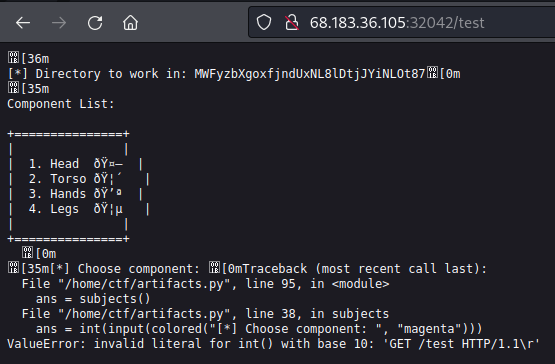 68.183.36.105:32042/test
[36m
[*] Directory to work in: MWFyzbXgoxfjndUxNL8lDtjJYiNLOt87[0m
[35m
Component List:
+===============+
| |
| 1. Head ðŸ¤– |
| 2. Torso ðŸ¦´ |
| 3. Hands ðŸ’ª |
| 4. Legs ðŸ¦µ |
| |
+===============+
[0m
[35m[*] Choose component: [0mTraceback (most recent call last):
File "/home/ctf/artifacts.py", line 95, in <module>
ans = subjects()
File "/home/ctf/artifacts.py", line 38, in subjects
ans = int(input(colored("[*] Choose component: ", "magenta")))
ValueError: invalid literal for int() with base 10: 'GET /test HTTP/1.1\r'